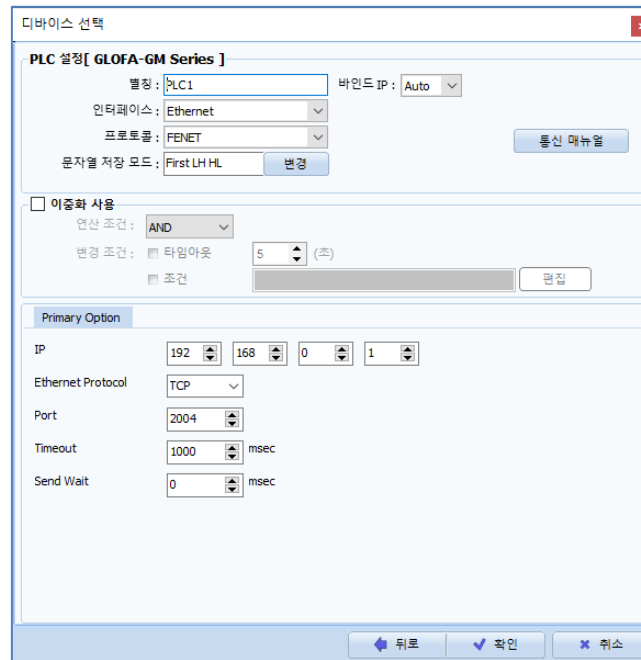 디바이스 선택
PLC 설정[ GLOFA-GM Series ]
별칭 : PLC1 바인드 IP : Auto
인터페이스 : Ethernet
프로토콜 : FENET 통신 매뉴얼
문자열 저장 모드 : First LH HL 변경
이중화 사용
연산 조건 : AND
변경 조건 : 타임아웃 5 (초)
조건 편집
Primary Option
IP 192 168 0 1
Ethernet Protocol TCP
Port 2004
Timeout 1000 msec
Send Wait 0 msec
뒤로 확인 취소